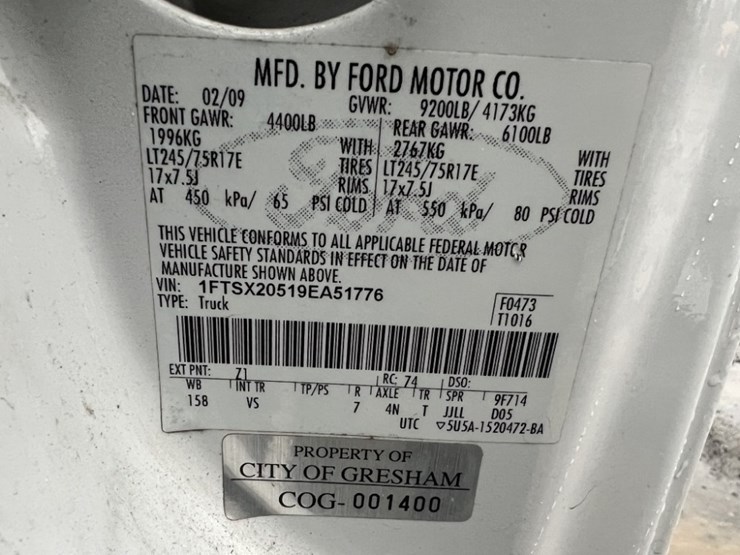 MFD. BY FORD MOTOR CO.
DATE: 02/09 GVWR: 9200LB/ 4173KG
FRONT GAWR: 4400LB REAR GAWR: 6100LB
1996KG WITH 2767KG WITH
LT245/75R17E TIRES LT245/75R17E TIRES
17x7.5J RIMS 17x7.5J RIMS
AT 450 kPa/ 65 PSI COLD AT 550 kPa/ 80 PSI COLD
Ford
THIS VEHICLE CONFORMS TO ALL APPLICABLE FEDERAL MOTOR
VEHICLE SAFETY STANDARDS IN EFFECT ON THE DATE OF
MANUFACTURE SHOWN ABOVE.
VIN: 1FTSX20519EA51776
TYPE: Truck
F0473
T1016
EXT PNT: Z1 RC: 74 DSO:
WB INT TR TP/PS R AXLE TR SPR 9F714
158 VS 7 4N T JJLL D05
UTC ▽5U5A-1520472-BA
PROPERTY OF
CITY OF GRESHAM
COG-001400